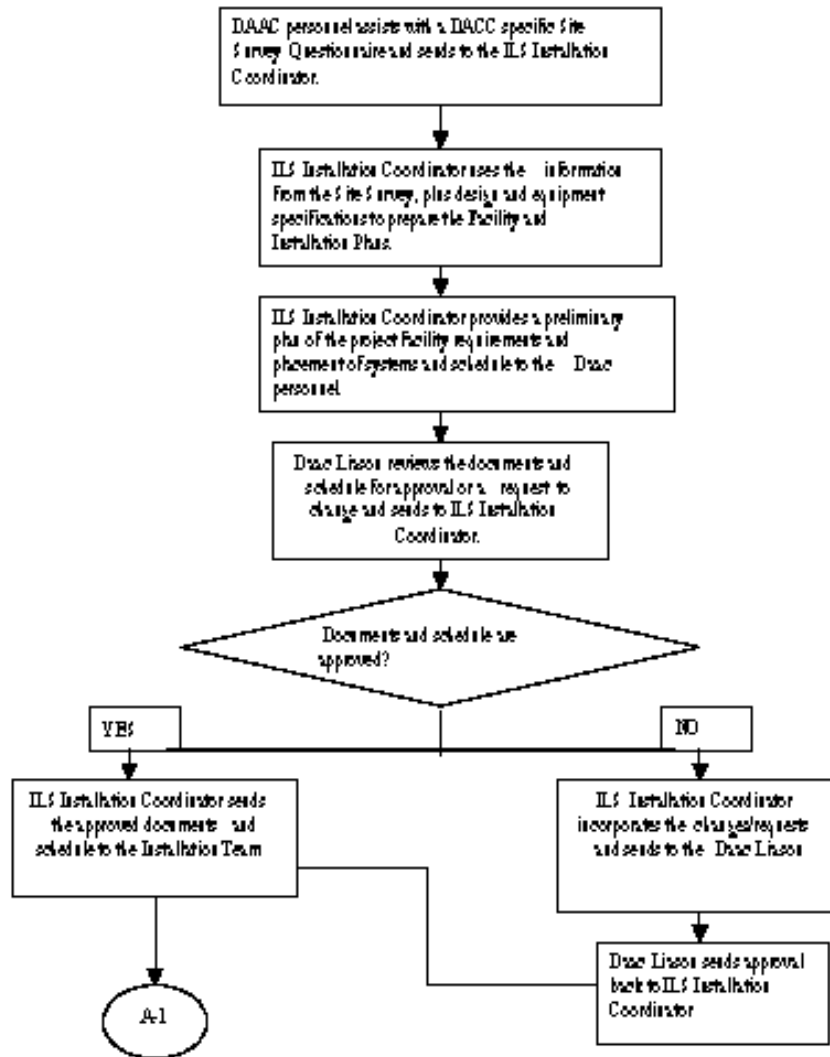 DAAC personnel assists with a DACC specific Site
Survey Questionnaire and sends to the ILS Installation
Coordinator.
ILS Installation Coordinator uses the information
From the Site Survey, plus design and equipment
specifications to prepare the Facility and
Installation Plans.
ILS Installation Coordinator provides a preliminary
plan of the project facility requirements and
placement of systems and schedule to the Daac
personnel
Daac Liason reviews the documents and
schedule for approval or a request to
change and sends to ILS Installation
Coordinator.
Documents and schedule are
approved?
YES
NO
ILS Installation Coordinator sends
the approved documents and
schedule to the Installation Team
ILS Installation Coordinator
incorporates the changes/requests
and sends to the Daac Liason
Daac Liason sends approval
back to ILS Installation
Coordinator
A-1